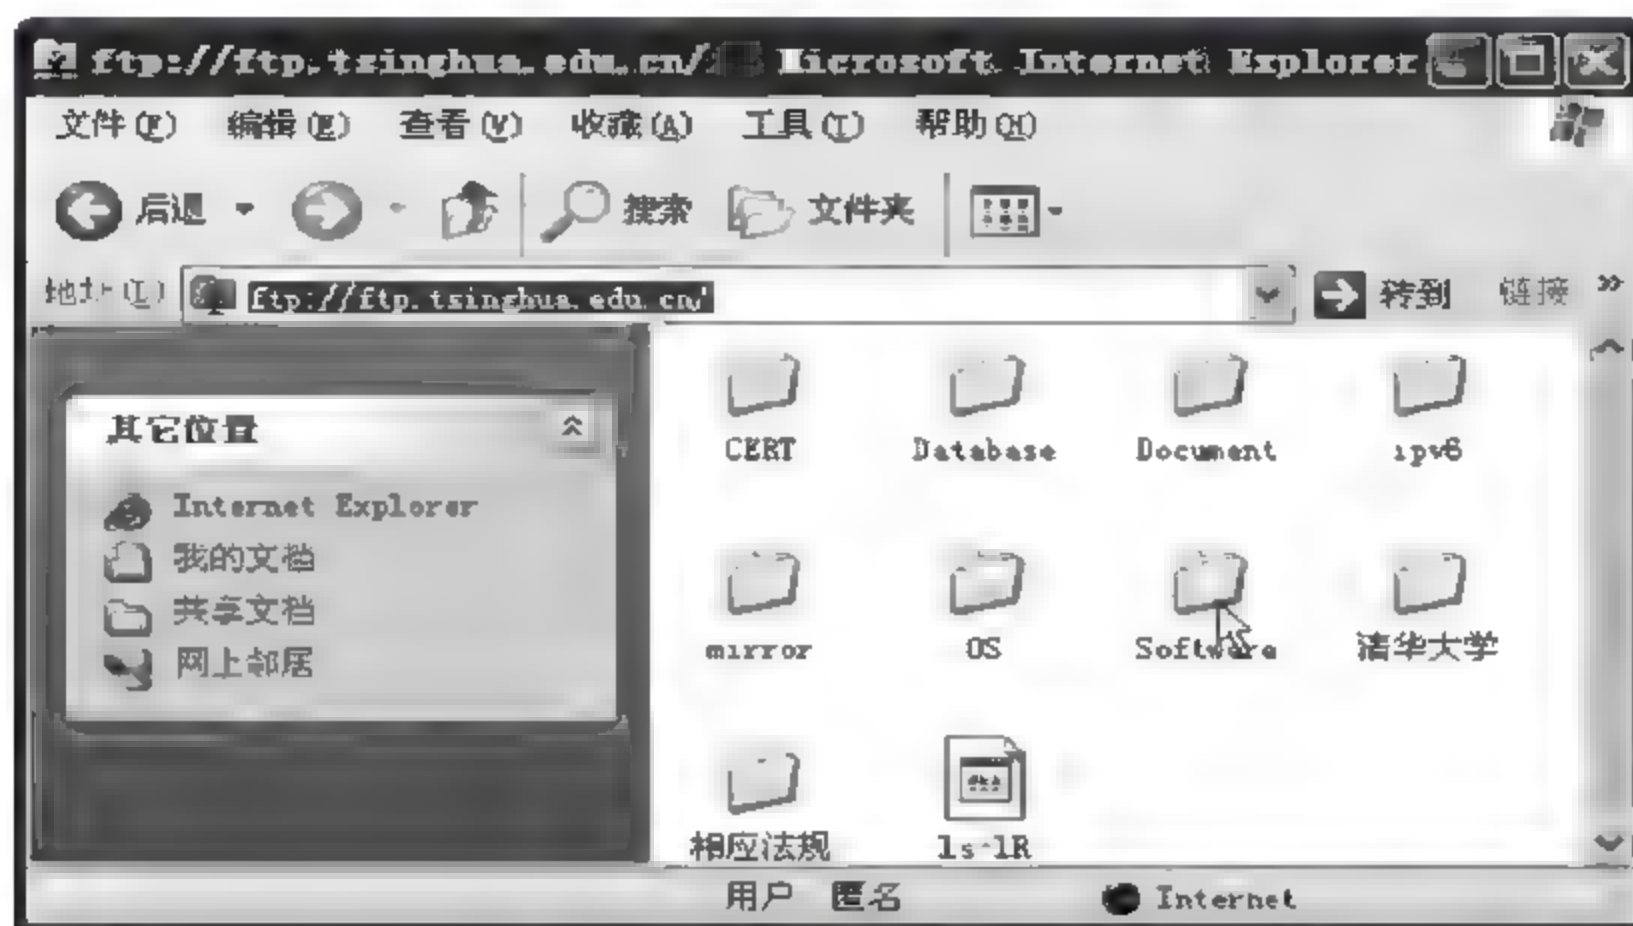 ftp://ftp.tsinghua.edu.cn/ Microsoft Internet Explorer
文件(F) 编辑(E) 查看(V) 收藏(A) 工具(T) 帮助(H)
后退 搜索 文件夹
地址(D) ftp://ftp.tsinghua.edu.cn/ 转到 链接 »
其它位置
Internet Explorer
我的文档
共享文档
网上邻居
CERT Database Document ipv6
mirror OS Software 清华大学
相应法规 ls-lR
用户 匿名 Internet